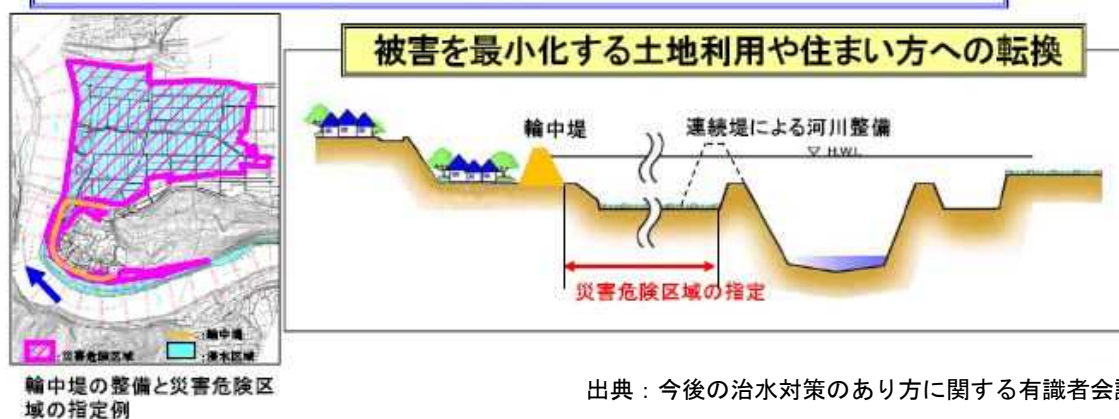 被害を最小化する土地利用や住まい方への転換
輪中堤
連続堤による河川整備
▽ H.W.L.
災害危険区域の指定
:輪中堤
:災害危険区域
:浸水区域
輪中堤の整備と災害危険区
域の指定例
出典：今後の治水対策のあり方に関する有識者会